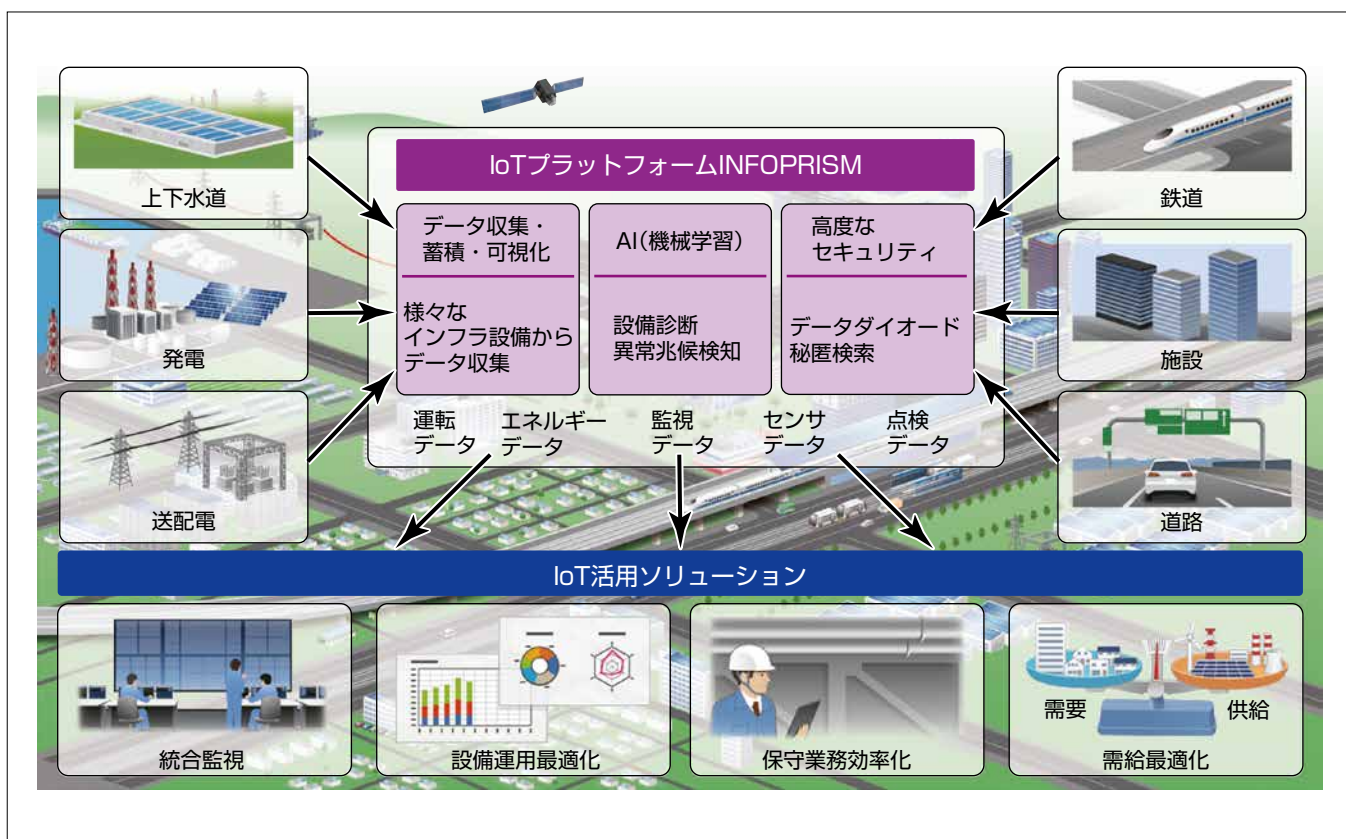 上下水道
発電
送配電
IoTプラットフォームINFOPRISM
データ収集・
蓄積・可視化
様々な
インフラ設備から
データ収集
AI(機械学習)
設備診断
異常兆候検知
高度な
セキュリティ
データダイオード
秘匿検索
運転
データ
エネルギー
データ
監視
データ
センサ
データ
点検
データ
鉄道
施設
道路
IoT活用ソリューション
統合監視
設備運用最適化
保守業務効率化
需要
供給
需給最適化